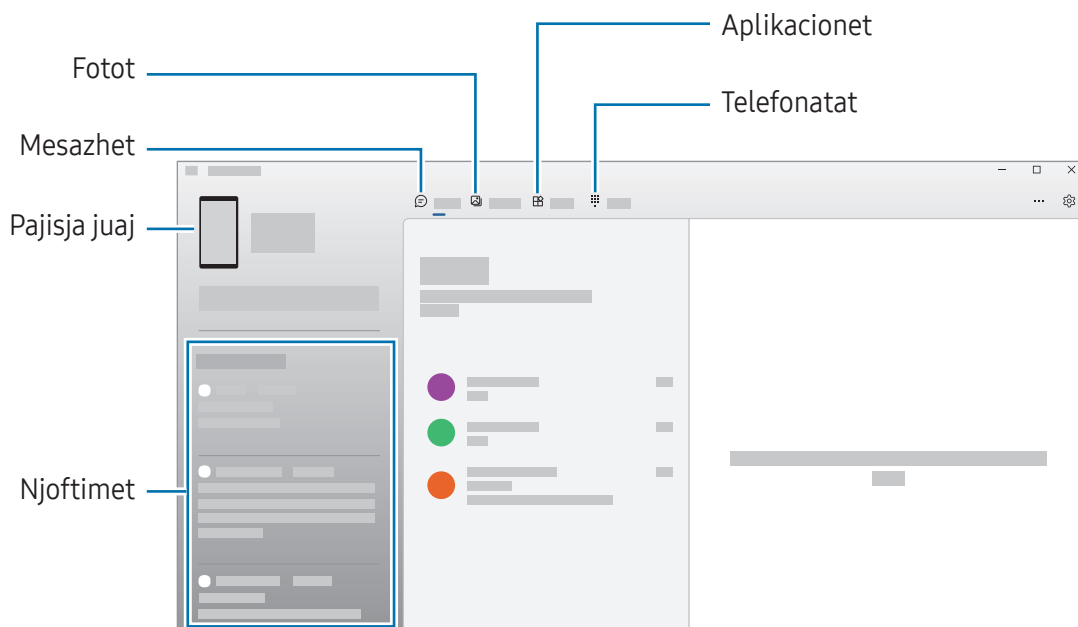 Aplikacionet
Fotot
Telefonatat
Mesazhet
Pajisja juaj
Njoftimet